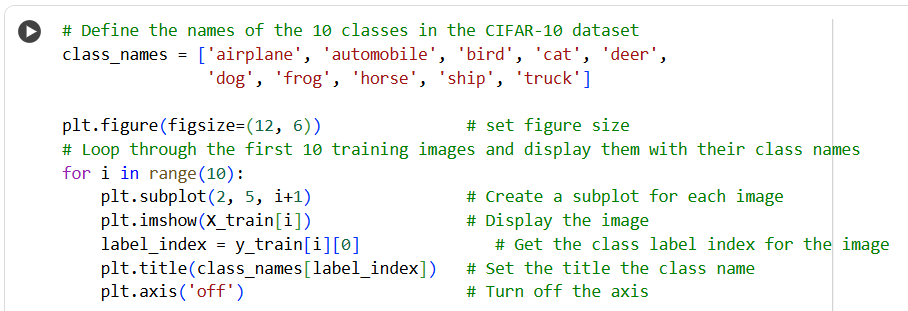 # Define the names of the 10 classes in the CIFAR-10 dataset
class_names = ['airplane', 'automobile', 'bird', 'cat', 'deer',
               'dog', 'frog', 'horse', 'ship', 'truck']

plt.figure(figsize=(12, 6))               # set figure size
# Loop through the first 10 training images and display them with their class names
for i in range(10):
    plt.subplot(2, 5, i+1)                # Create a subplot for each image
    plt.imshow(X_train[i])                # Display the image
    label_index = y_train[i][0]              # Get the class label index for the image
    plt.title(class_names[label_index])   # Set the title the class name
    plt.axis('off')                       # Turn off the axis